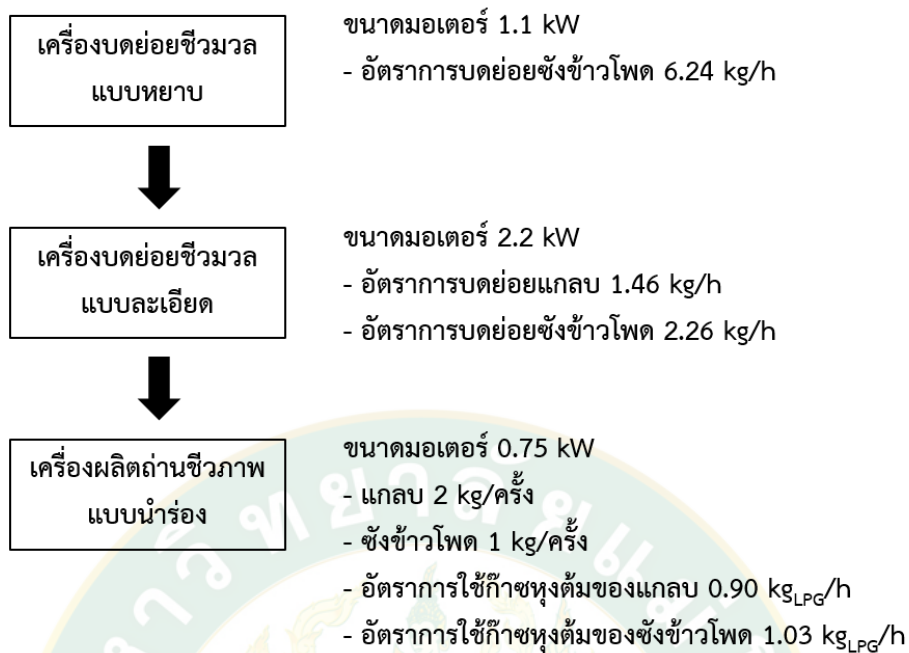 เครื่องบดย่อยชีวมวล
แบบหยาบ
ขนาดมอเตอร์ 1.1 kW
- อัตราการบดย่อยซังข้าวโพด 6.24 kg/h
เครื่องบดย่อยชีวมวล
แบบละเอียด
ขนาดมอเตอร์ 2.2 kW
- อัตราการบดย่อยแกลบ 1.46 kg/h
- อัตราการบดย่อยซังข้าวโพด 2.26 kg/h
เครื่องผลิตถ่านชีวภาพ
แบบนำร่อง
ขนาดมอเตอร์ 0.75 kW
- แกลบ 2 kg/ครั้ง
- ซังข้าวโพด 1 kg/ครั้ง
- อัตราการใช้ก๊าซหุงต้มของแกลบ 0.90 kg_LPG/h
- อัตราการใช้ก๊าซหุงต้มของซังข้าวโพด 1.03 kg_LPG/h